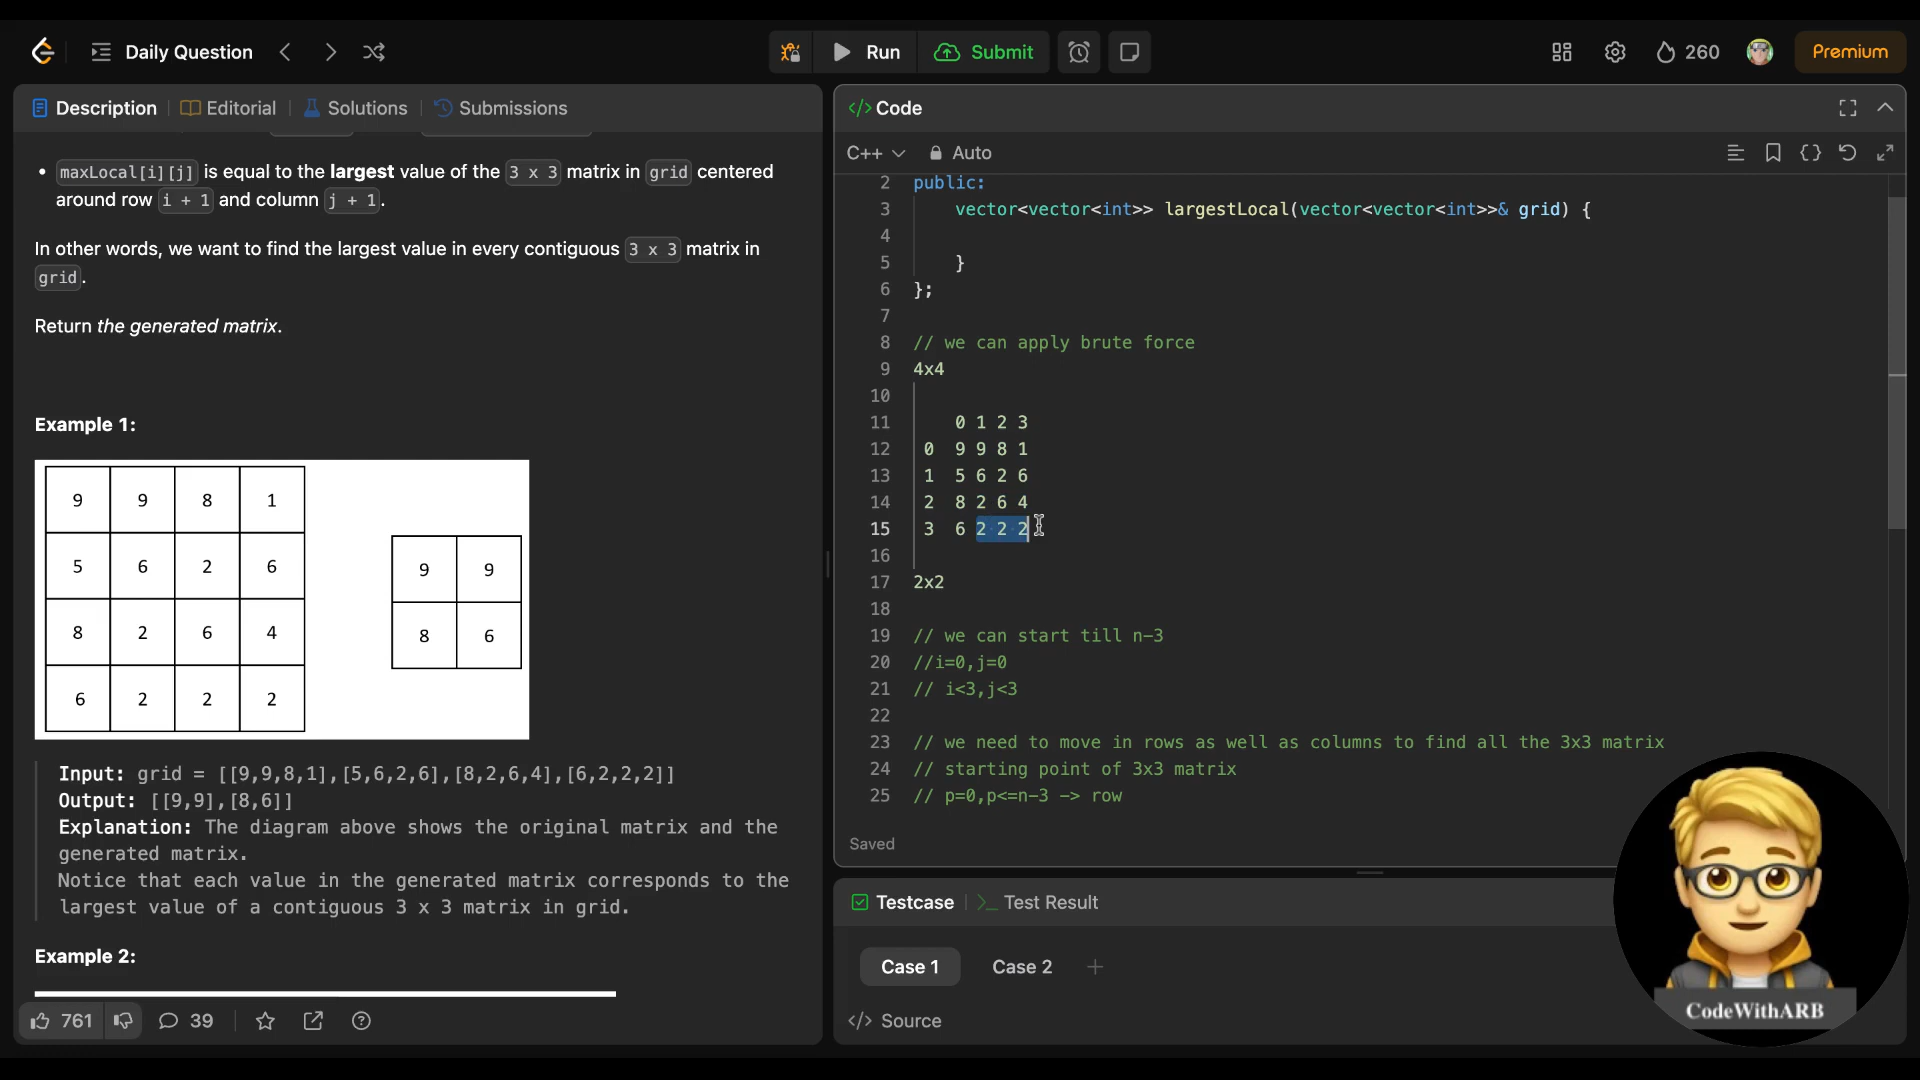 Daily Question
Run
Submit
260
Premium
Description
Editorial
Solutions
Submissions
maxLocal[i][j] is equal to the largest value of the 3 x 3 matrix in grid centered
around row i + 1 and column j + 1.
In other words, we want to find the largest value in every contiguous 3 x 3 matrix in
grid.
Return the generated matrix.
Example 1:
9 9 8 1
5 6 2 6
8 2 6 4
6 2 2 2
9 9
8 6
Input: grid = [[9,9,8,1],[5,6,2,6],[8,2,6,4],[6,2,2,2]]
Output: [[9,9],[8,6]]
Explanation: The diagram above shows the original matrix and the
generated matrix.
Notice that each value in the generated matrix corresponds to the
largest value of a contiguous 3 x 3 matrix in grid.
Example 2:
761
39
</> Code
C++
Auto
2 public:
3 vector<vector<int>> largestLocal(vector<vector<int>>& grid) {
4
5 }
6 };
7
8 // we can apply brute force
9 4x4
10
11 0 1 2 3
12 0 9 9 8 1
13 1 5 6 2 6
14 2 8 2 6 4
15 3 6 2 2 2
16
17 2x2
18
19 // we can start till n-3
20 //i=0,j=0
21 // i<3,j<3
22
23 // we need to move in rows as well as columns to find all the 3x3 matrix
24 // starting point of 3x3 matrix
25 // p=0,p<=n-3 -> row
Saved
Testcase
>_ Test Result
Case 1
Case 2
+
</> Source
CodeWithARB